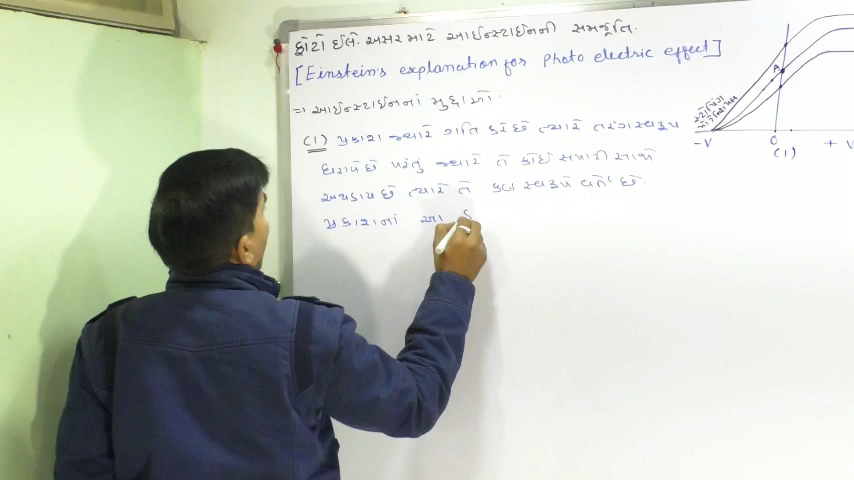 ફોટો ઈલે. અસર માટે આઈન્સ્ટાઈનની સમજૂતિ.
[Einstein's explanation for photo electric effect]
⇒ આઈન્સ્ટાઈનનાં મુદ્દાઓ.
(1) પ્રકાશ જ્યારે ગતિ કરે છે ત્યારે તરંગ સ્વરૂપ
ધરાવે છે પરંતુ જ્યારે તે કોઈ સપાટી સાથે
અથડાય છે ત્યારે તે કણ સ્વરૂપે વર્તે છે.
પ્રકાશનાં આ
A
-V
0
+ V
(1)